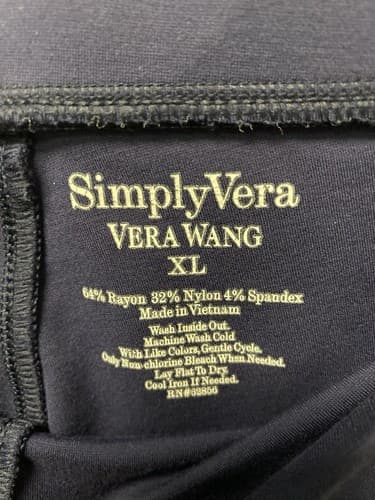 SimplyVera
VERA WANG
XL
64% Rayon 32% Nylon 4% Spandex
Made in Vietnam
Wash Inside Out.
Machine Wash Cold
With Like Colors, Gentle Cycle.
Only Non-chlorine Bleach When Needed.
Lay Flat To Dry.
Cool Iron If Needed.
RN#62856